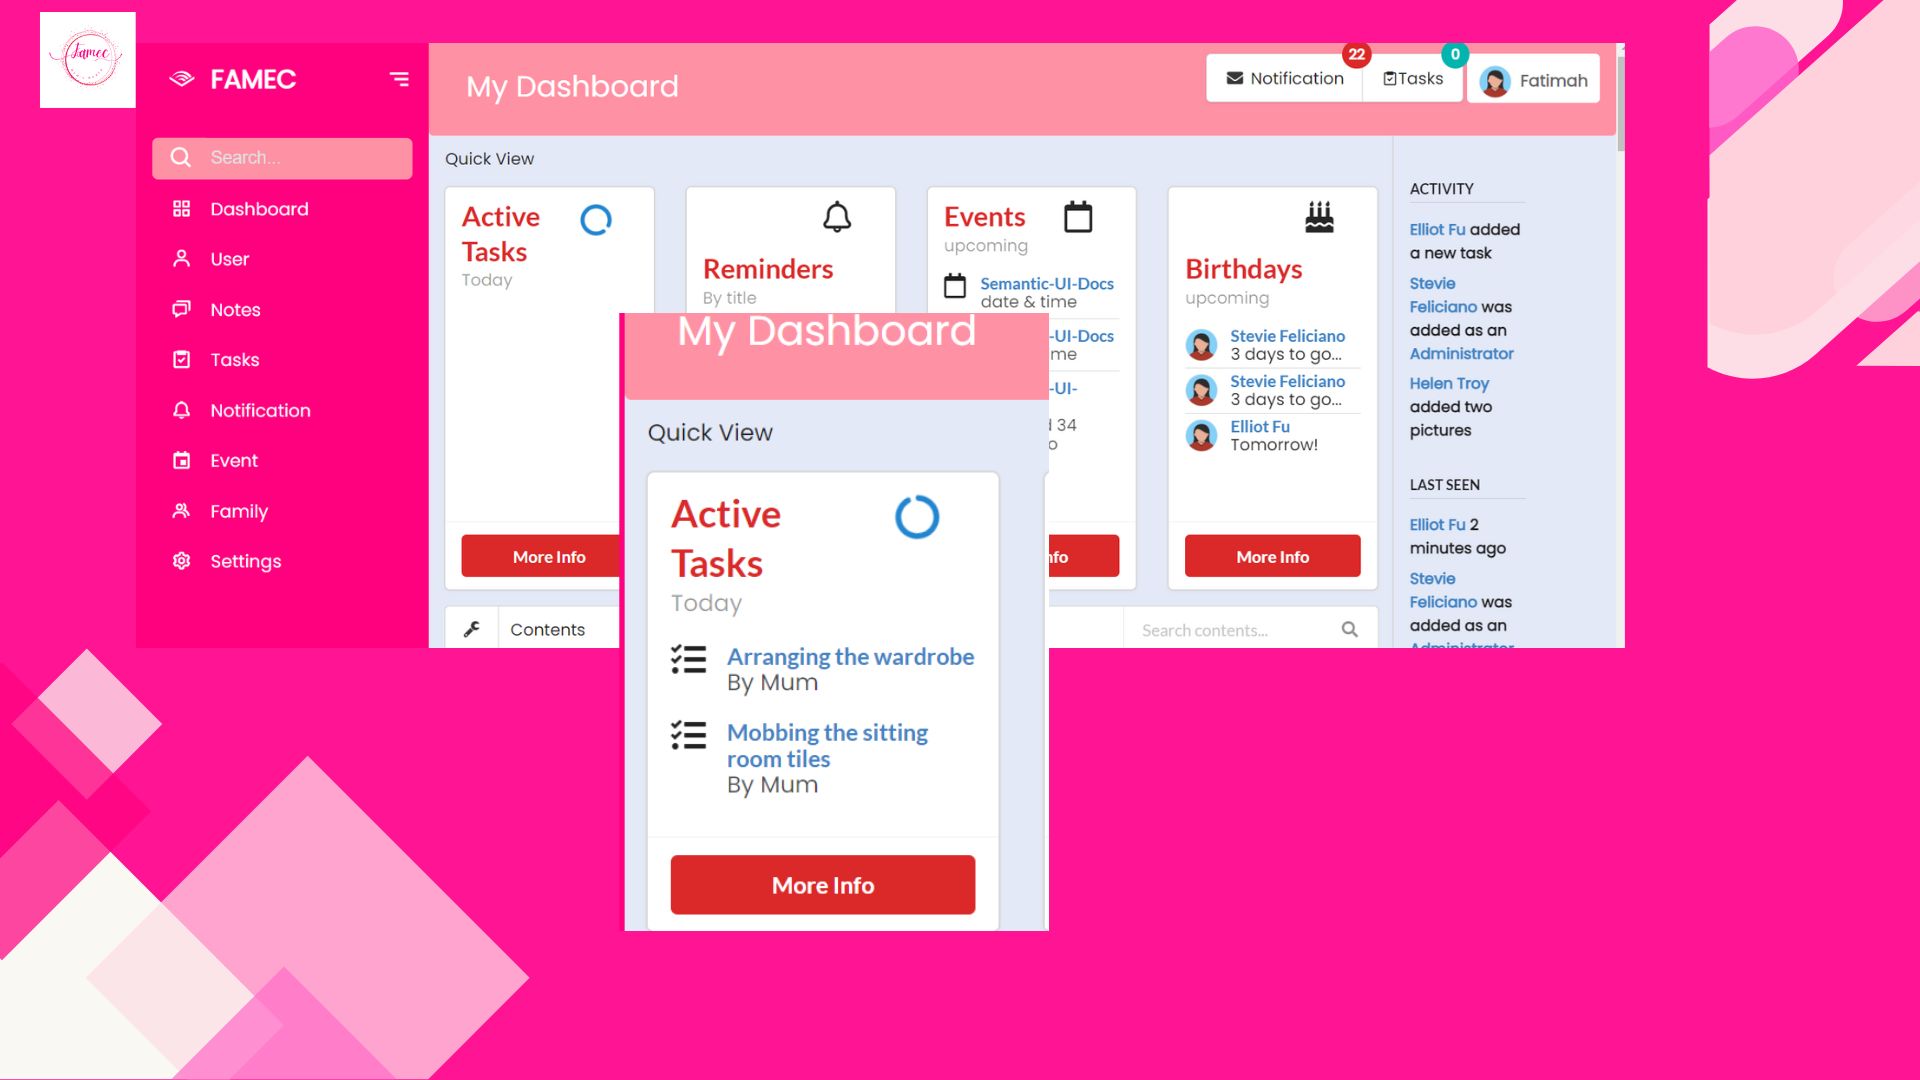 famec
FAMEC
Search...
Dashboard
User
Notes
Tasks
Notification
Event
Family
Settings
My Dashboard
22
Notification
0
Tasks
Fatimah
Quick View
Active
Tasks
Today
More Info
Reminders
By title
Events
upcoming
Semantic-UI-Docs
date & time
-UI-Docs
me
-UI-
34
Birthdays
upcoming
Stevie Feliciano
3 days to go...
Stevie Feliciano
3 days to go...
Elliot Fu
Tomorrow!
More Info
Contents
Search contents...
ACTIVITY
Elliot Fu added
a new task
Stevie
Feliciano was
added as an
Administrator
Helen Troy
added two
pictures
LAST SEEN
Elliot Fu 2
minutes ago
Stevie
Feliciano was
added as an
Administrator
My Dashboard
Quick View
Active
Tasks
Today
Arranging the wardrobe
By Mum
Mobbing the sitting
room tiles
By Mum
More Info